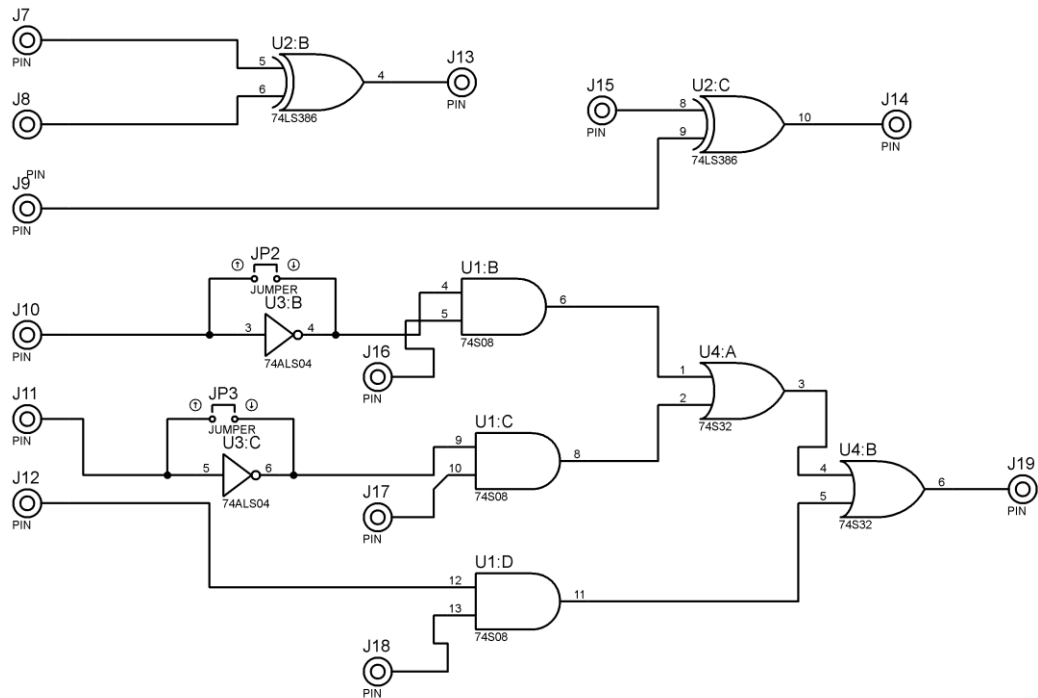 J7
PIN
J8
PIN
J9
PIN
U2:B
5
6
4
74LS386
J13
PIN
J15
PIN
U2:C
8
9
10
74LS386
J14
PIN
JP2
JUMPER
U3:B
J10
PIN
3
4
74ALS04
U1:B
4
5
6
74S08
J16
PIN
J11
PIN
JP3
JUMPER
U3:C
5
6
74ALS04
U1:C
9
10
8
74S08
J17
PIN
U4:A
1
2
3
74S32
J12
PIN
U4:B
4
5
6
74S32
J19
PIN
U1:D
12
13
11
74S08
J18
PIN